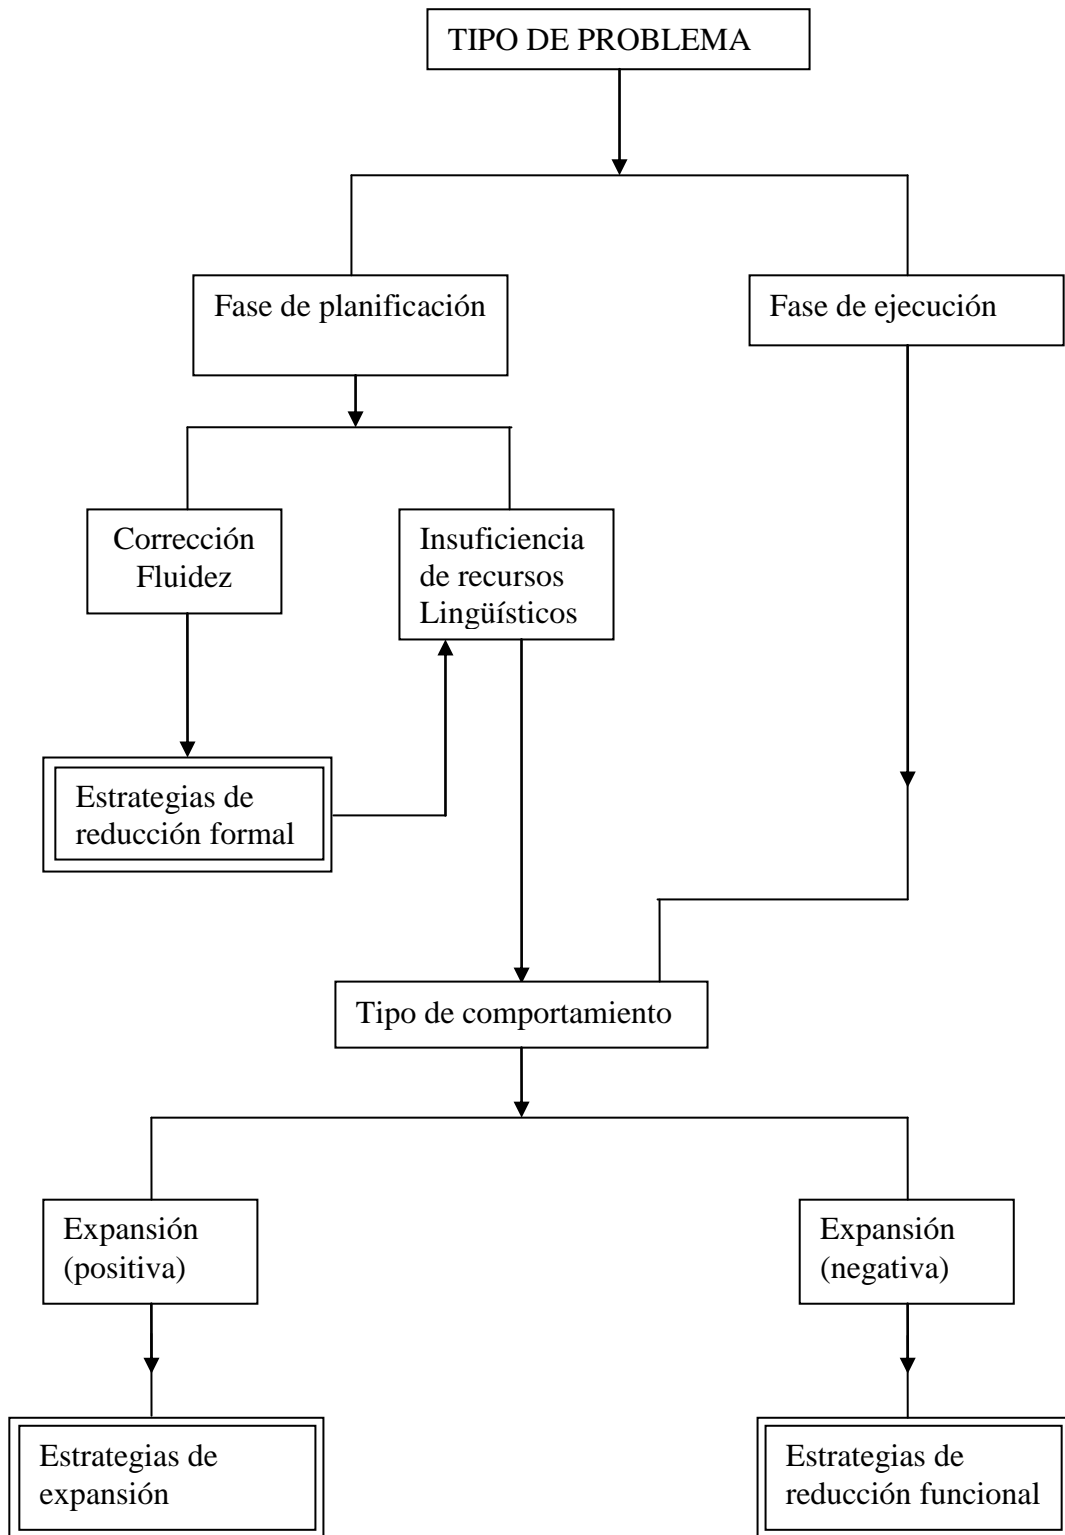 TIPO DE PROBLEMA
Fase de planificación
Fase de ejecución
Corrección
Fluidez
Insuficiencia
de recursos
Lingüísticos
Estrategias de
reducción formal
Tipo de comportamiento
Expansión
(positiva)
Expansión
(negativa)
Estrategias de
expansión
Estrategias de
reducción funcional